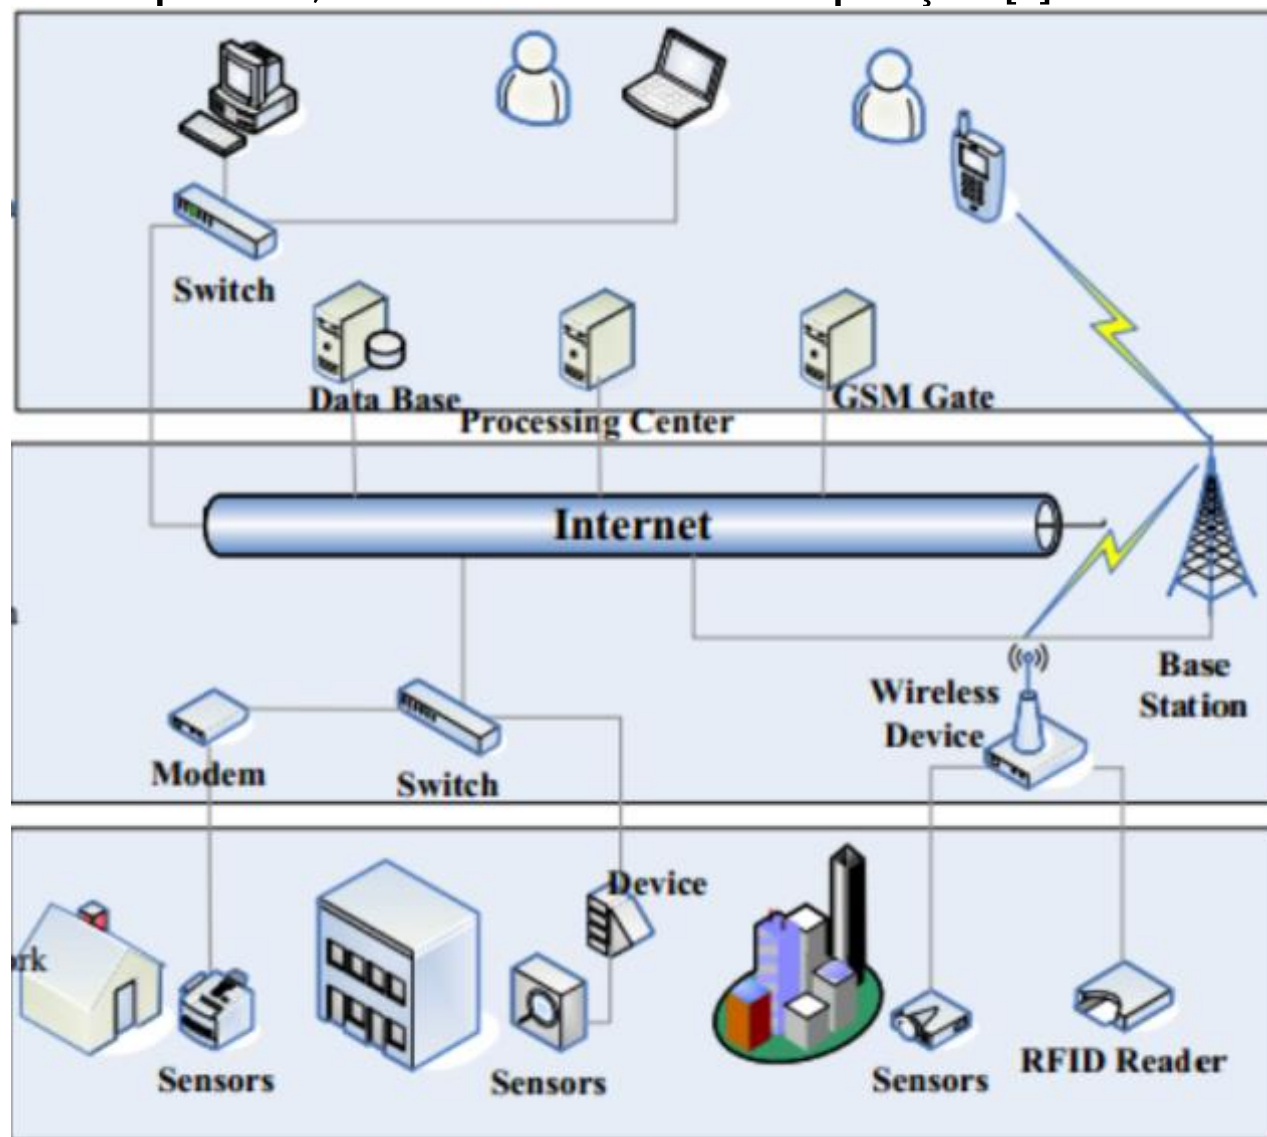 Switch
Data Base
Processing Center
GSM Gate
Internet
Wireless
Device
Base
Station
Modem
Switch
Device
Sensors
Sensors
Sensors
RFID Reader